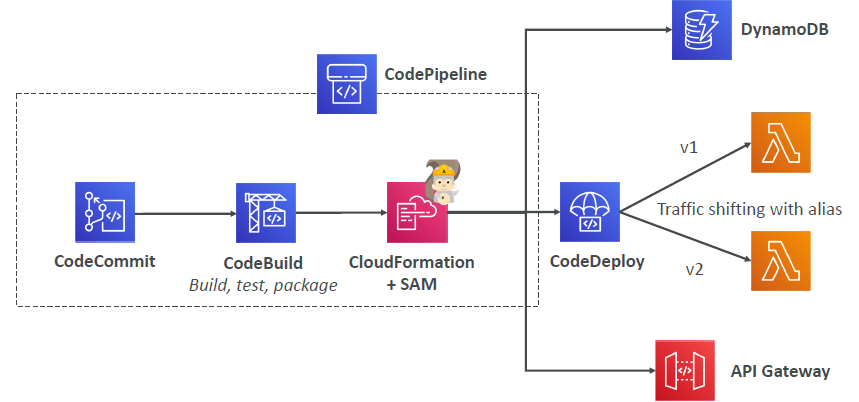 DynamoDB
CodePipeline
v1
Traffic shifting with alias
CodeCommit
CodeBuild
Build, test, package
CloudFormation
+ SAM
CodeDeploy
v2
API Gateway